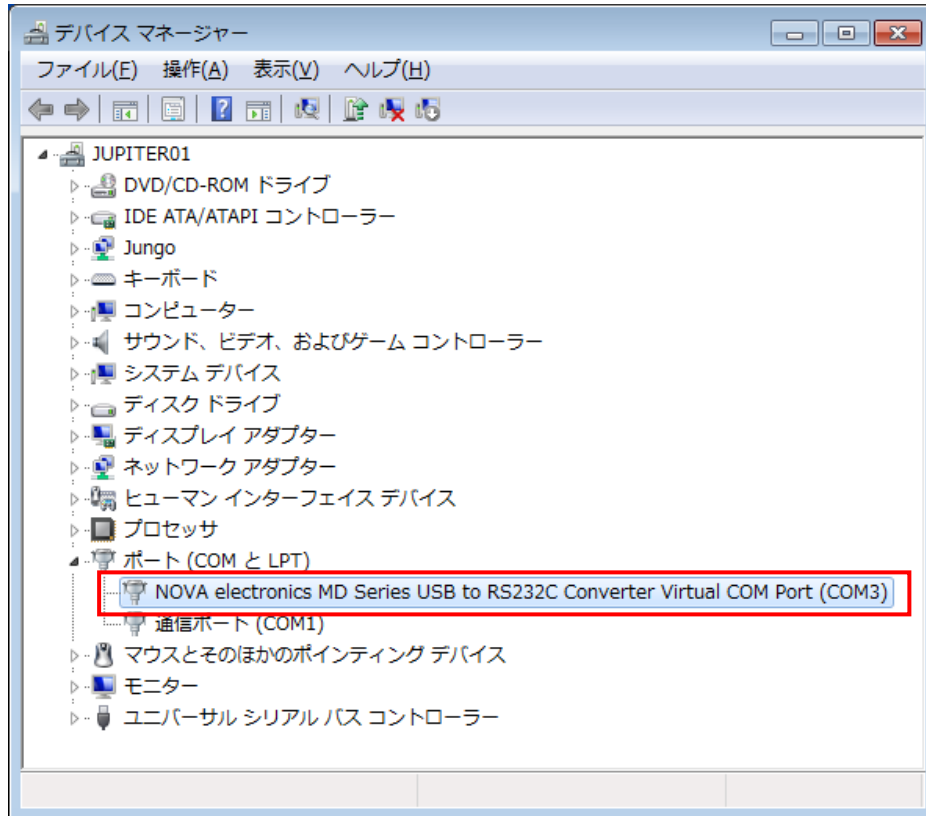 デバイス マネージャー
ファイル(F) 操作(A) 表示(V) ヘルプ(H)
JUPITER01
DVD/CD-ROM ドライブ
IDE ATA/ATAPI コントローラー
Jungo
キーボード
コンピューター
サウンド、ビデオ、およびゲーム コントローラー
システム デバイス
ディスク ドライブ
ディスプレイ アダプター
ネットワーク アダプター
ヒューマン インターフェイス デバイス
プロセッサ
ポート (COM と LPT)
NOVA electronics MD Series USB to RS232C Converter Virtual COM Port (COM3)
通信ポート (COM1)
マウスとそのほかのポインティング デバイス
モニター
ユニバーサル シリアル バス コントローラー